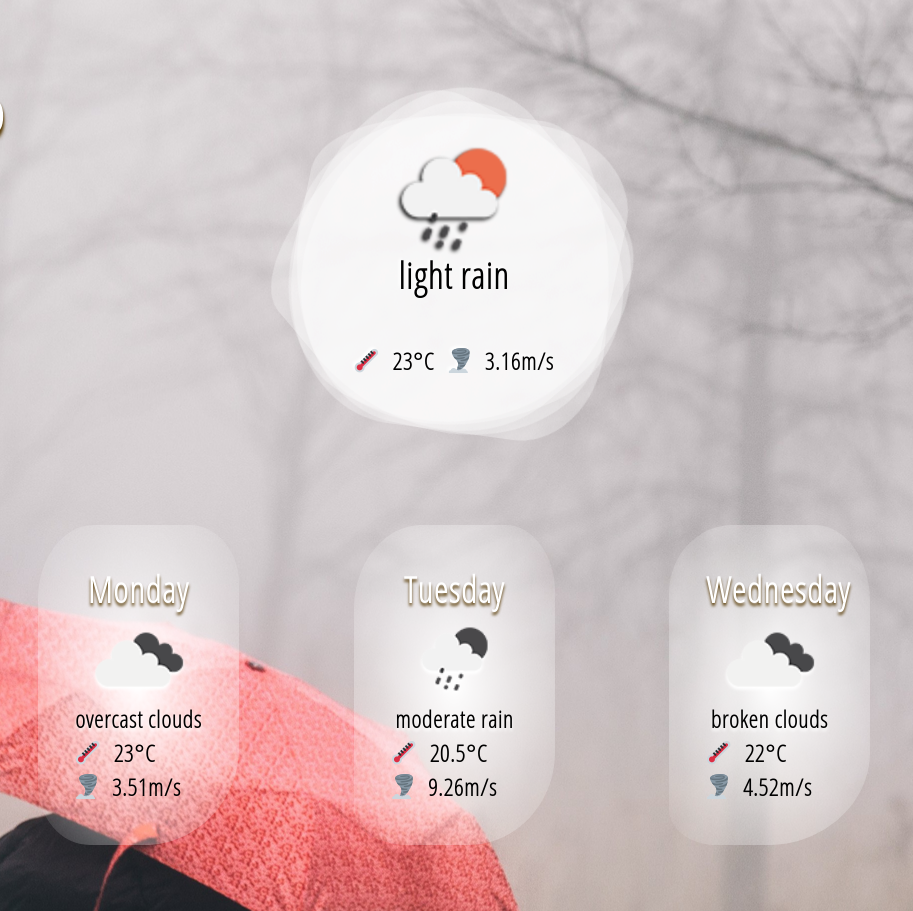 light rain
23°C 3.16m/s
Monday
overcast clouds
23°C
3.51m/s
Tuesday
moderate rain
20.5°C
9.26m/s
Wednesday
broken clouds
22°C
4.52m/s